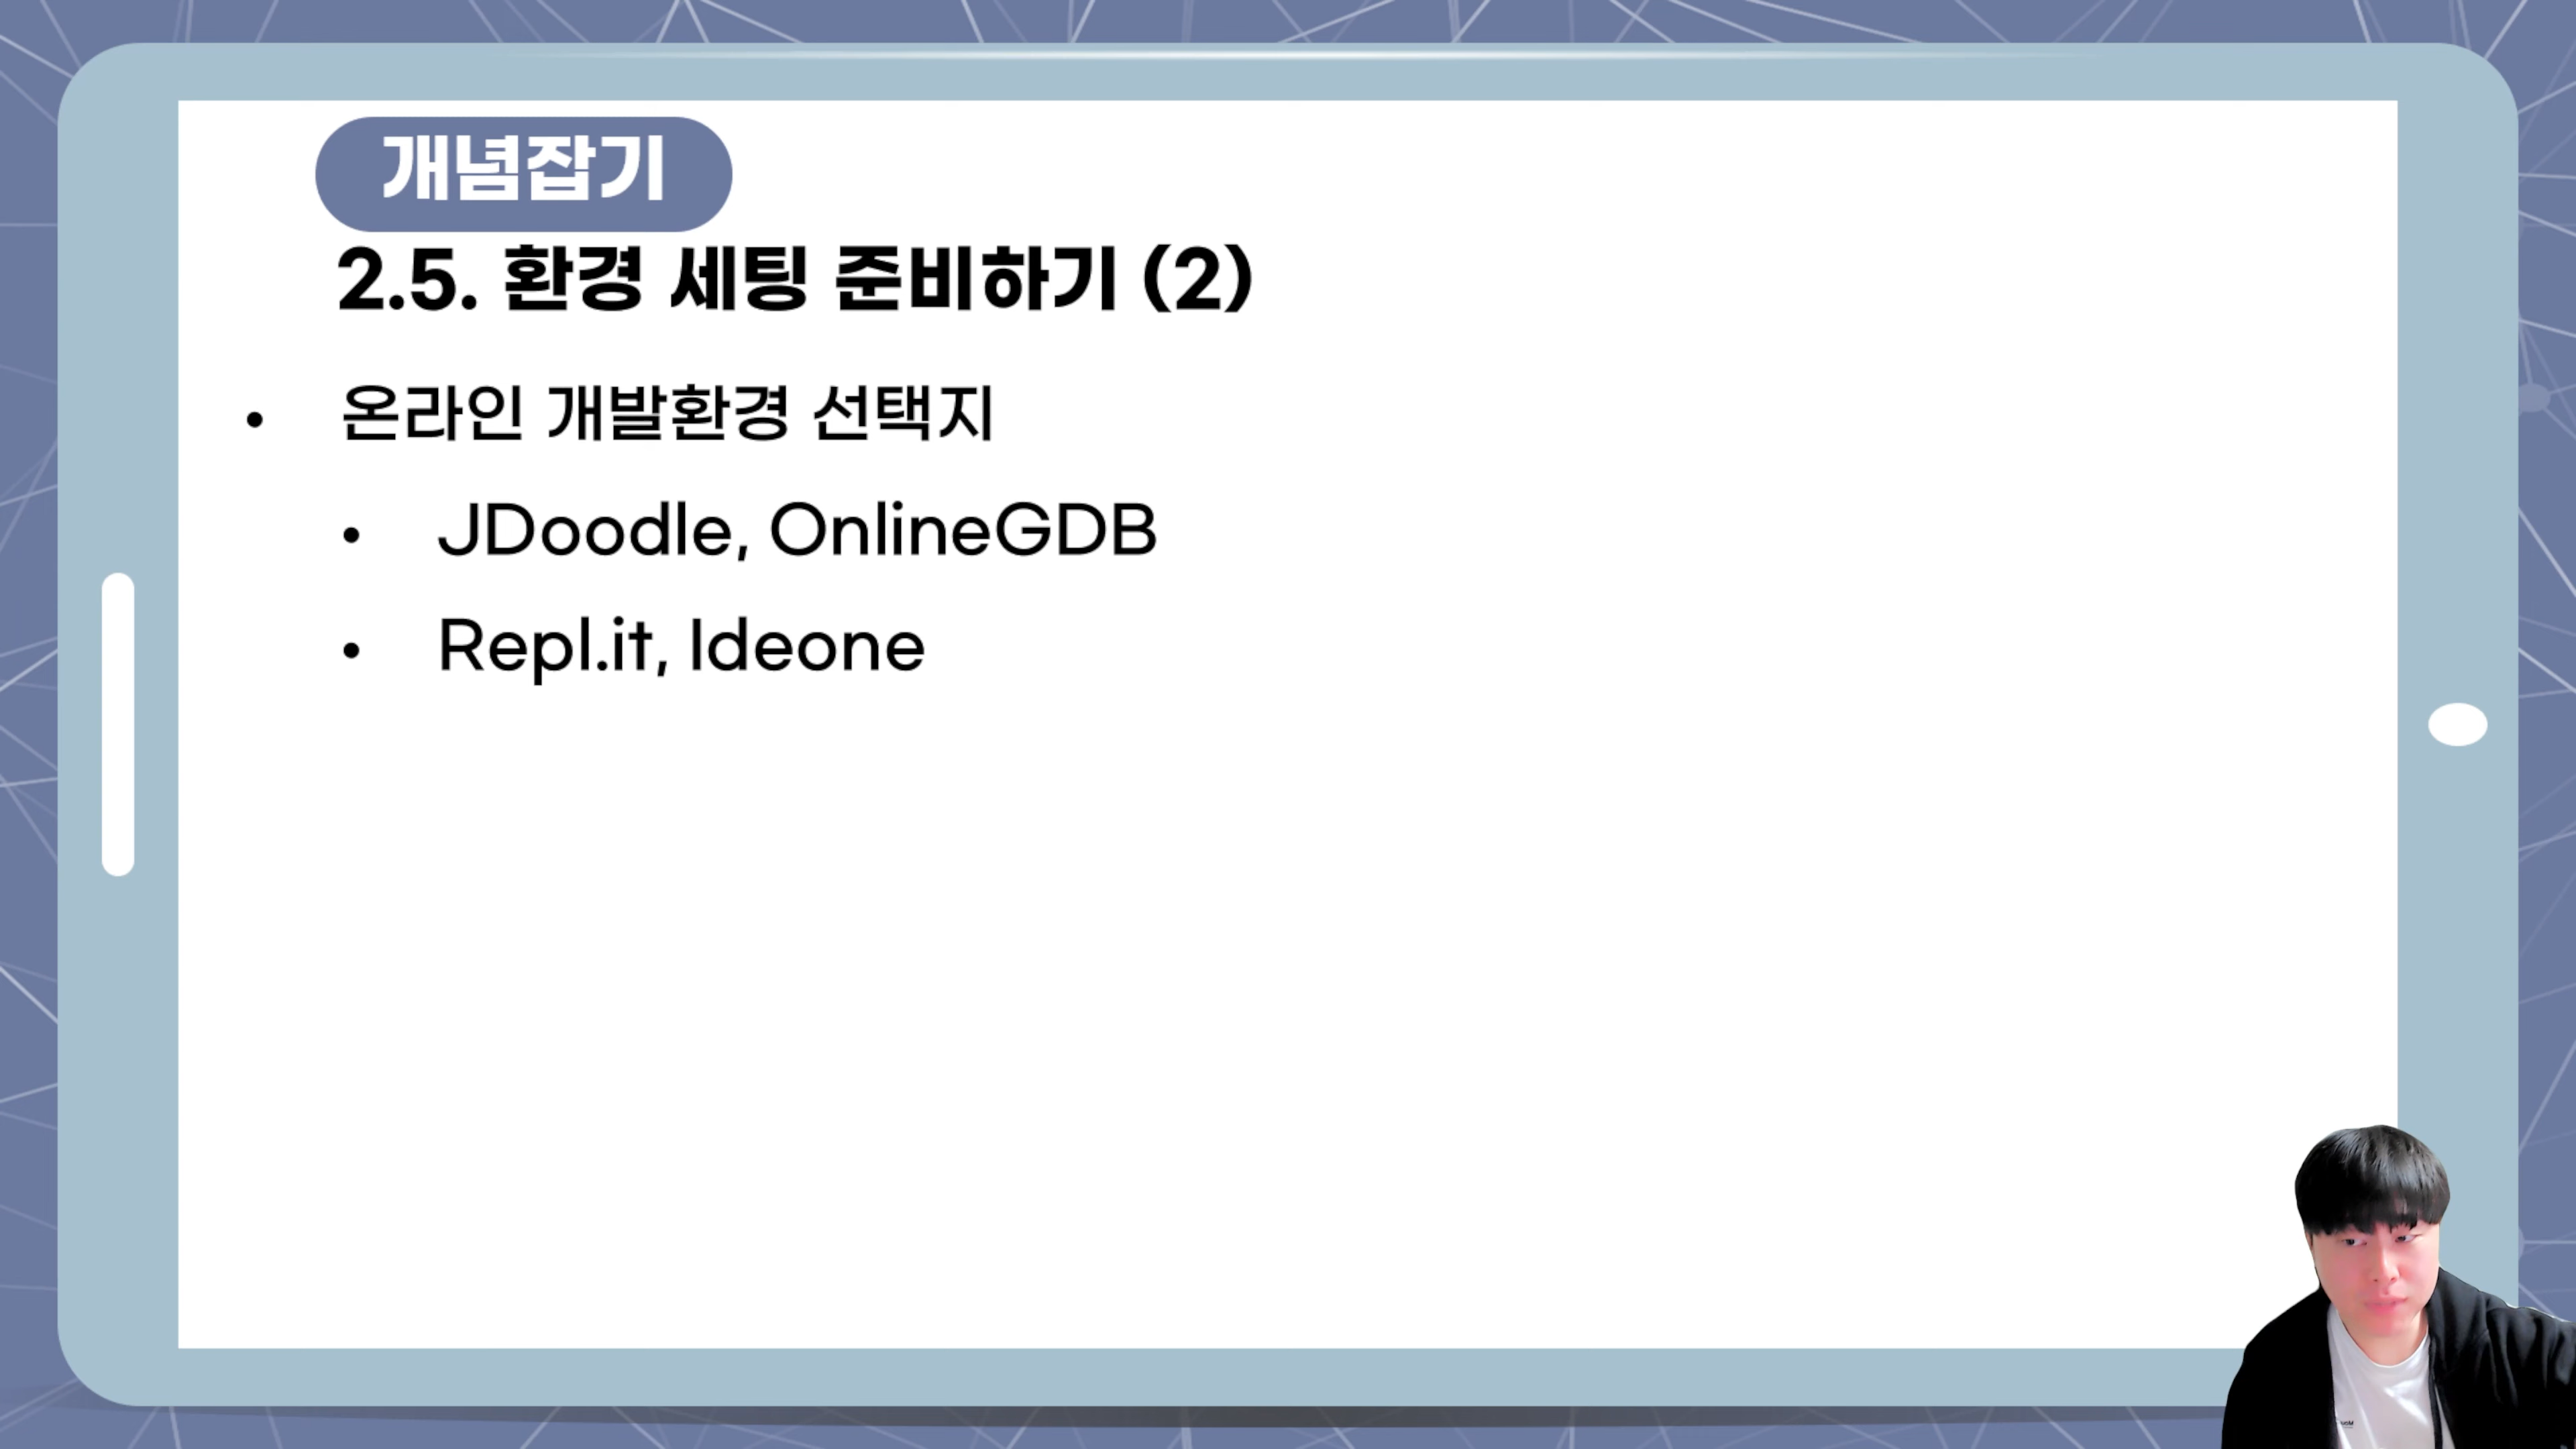 개념잡기
2.5. 환경 세팅 준비하기 (2)
• 온라인 개발환경 선택지
• JDoodle, OnlineGDB
• Repl.it, Ideone